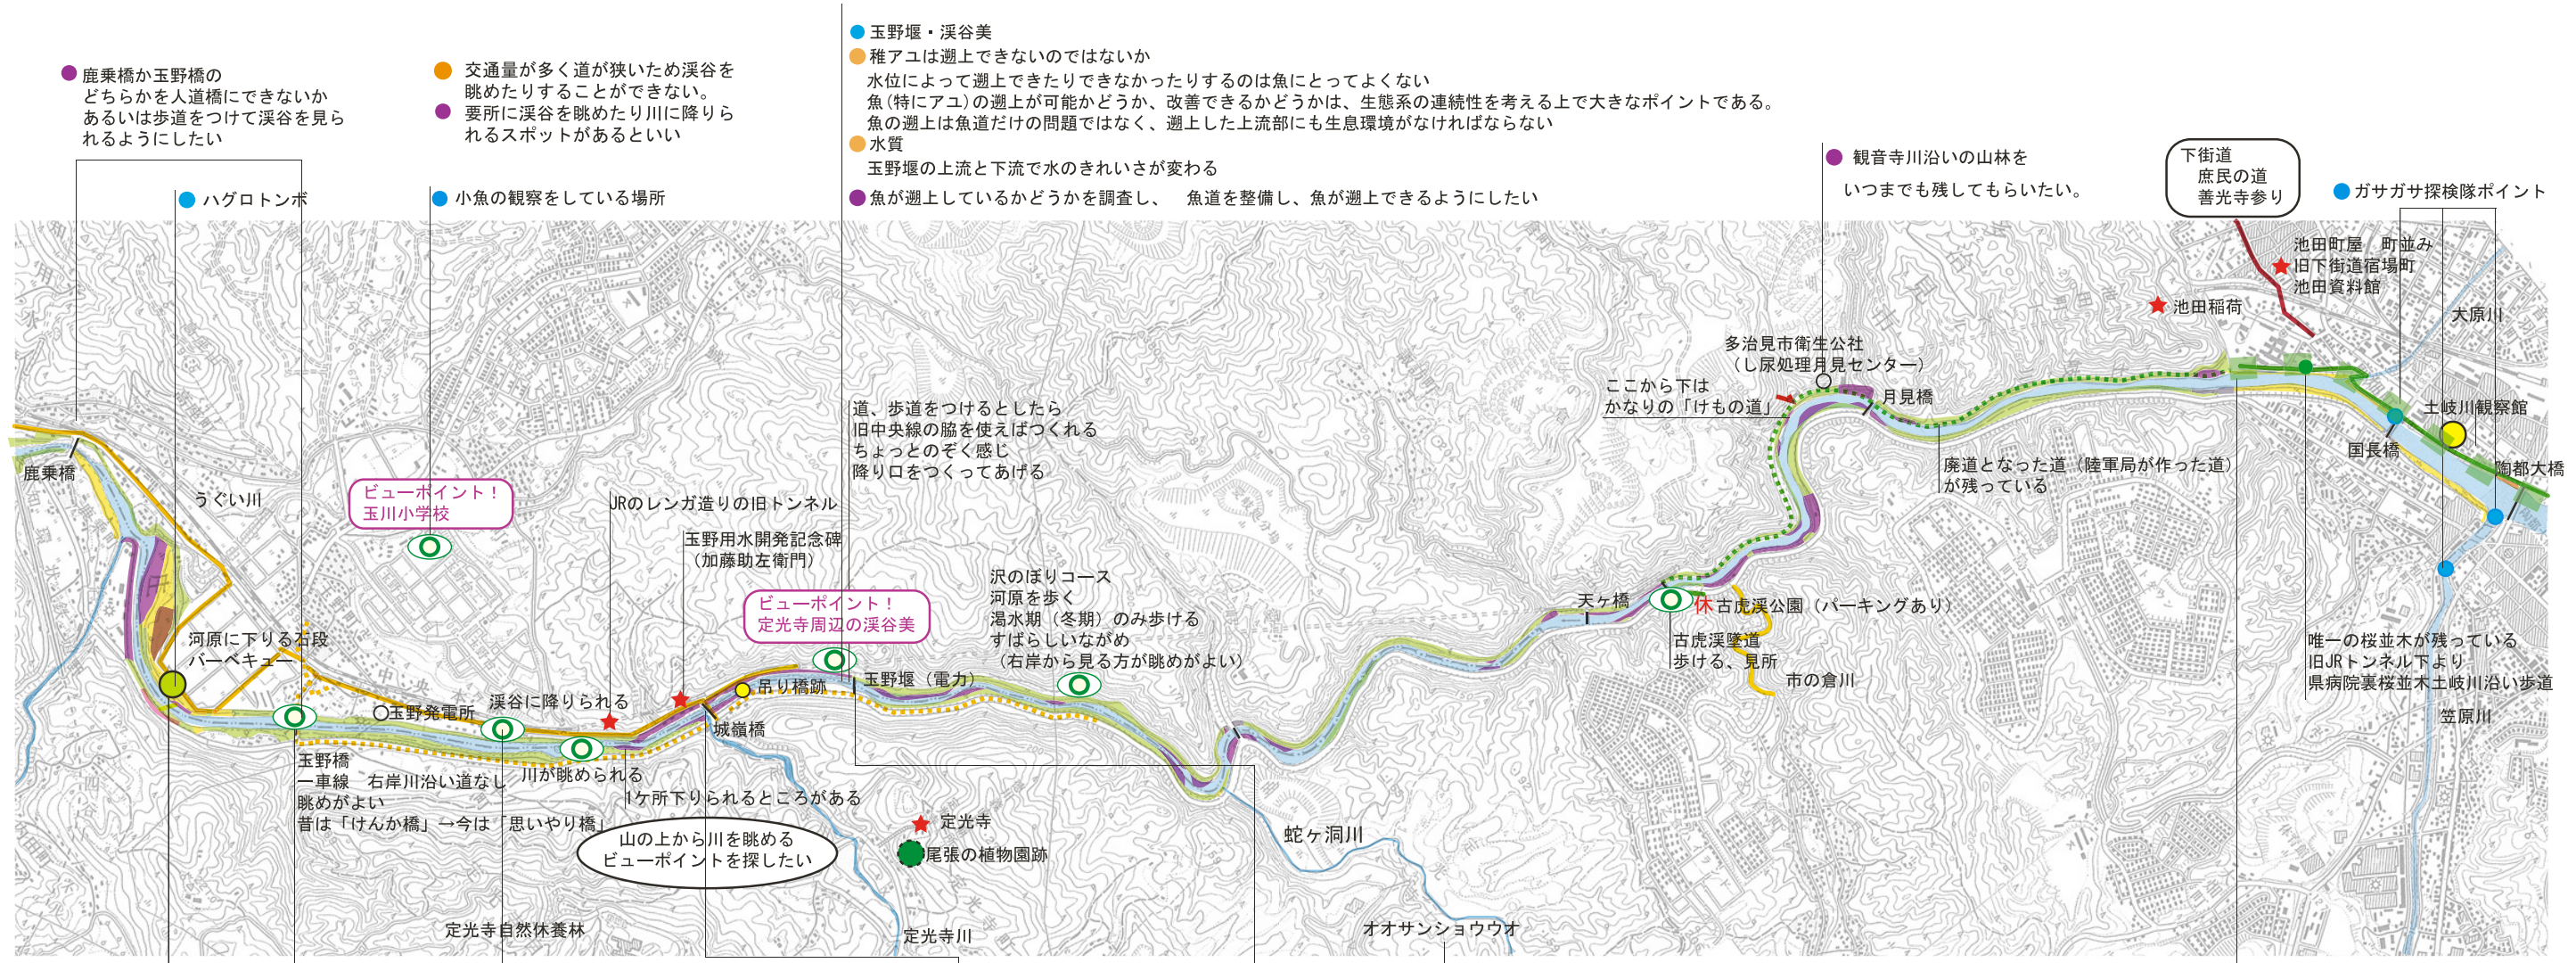 鹿乗橋か玉野橋の
どちらかを人道橋にできないか
あるいは歩道をつけて渓谷を見ら
れるようにしたい
交通量が多く道が狭いため渓谷を
眺めたりすることができない。
要所に渓谷を眺めたり川に降りら
れるスポットがあるといい
玉野堰・渓谷美
稚アユは遡上できないのではないか
水位によって遡上できたりできなかったりするのは魚にとってよくない
魚(特にアユ)の遡上が可能かどうか、改善できるかどうかは、生態系の連続性を考える上で大きなポイントである。
魚の遡上は魚道だけの問題ではなく、遡上した上流部にも生息環境がなければならない
水質
玉野堰の上流と下流で水のきれいさが変わる
魚が遡上しているかどうかを調査し、 魚道を整備し、魚が遡上できるようにしたい
観音寺川沿いの山林を
いつまでも残してもらいたい。
下街道
庶民の道
善光寺参り
ガサガサ探検隊ポイント
ハグロトンボ
小魚の観察をしている場所
池田町屋 町並み
旧下街道宿場町
池田資料館
池田稲荷
大原川
多治見市衛生公社
(し尿処理月見センター)
ここから下は
かなりの「けもの道」
月見橋
土岐川観察館
国長橋
陶都大橋
廃道となった道(陸軍局が作った道)
が残っている
鹿乗橋
うぐい川
ビューポイント!
玉川小学校
道、歩道をつけるとしたら
旧中央線の脇を使えばつくれる
ちょっとのぞく感じ
降り口をつくってあげる
JRのレンガ造りの旧トンネル
玉野用水開発記念碑
(加藤助左衛門)
ビューポイント!
定光寺周辺の渓谷美
沢のぼりコース
河原を歩く
渇水期(冬期)のみ歩ける
すばらしいながめ
(右岸から見る方が眺めがよい)
天ヶ橋
休 古虎渓公園(パーキングあり)
古虎渓墜道
歩ける、見所
市の倉川
唯一の桜並木が残っている
旧JRトンネル下より
県病院裏桜並木土岐川沿い歩道
笠原川
河原に下りる石段
バーベキュー
中央
玉野発電所
渓谷に降りられる
吊り橋跡
玉野堰(電力)
城嶺橋
玉野橋
一車線 右岸川沿い道なし
眺めがよい
昔は「けんか橋」→今は「思いやり橋」
川が眺められる
1ケ所下りられるところがある
山の上から川を眺める
ビューポイントを探したい
定光寺
尾張の植物園跡
蛇ヶ洞川
定光寺自然休養林
定光寺川
オオサンショウウオ